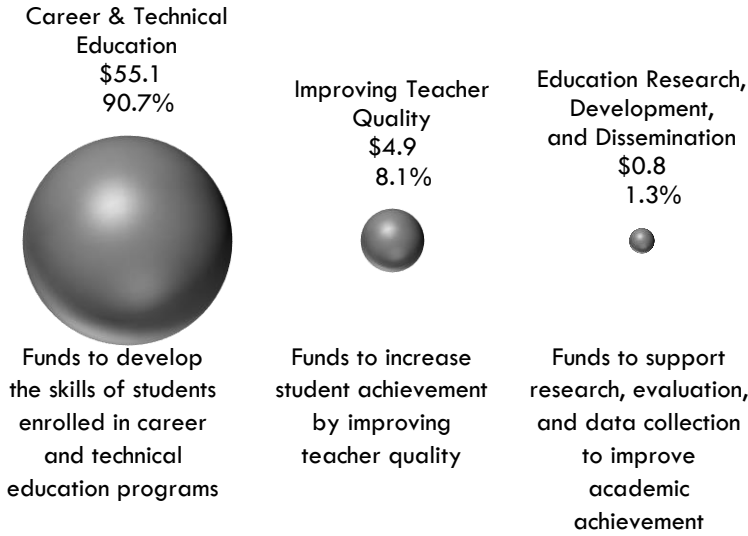 Career & Technical
Education
$55.1
90.7%
Improving Teacher
Quality
$4.9
8.1%
Education Research,
Development,
and Dissemination
$0.8
1.3%
Funds to develop
the skills of students
enrolled in career
and technical
education programs
Funds to increase
student achievement
by improving
teacher quality
Funds to support
research, evaluation,
and data collection
to improve
academic
achievement